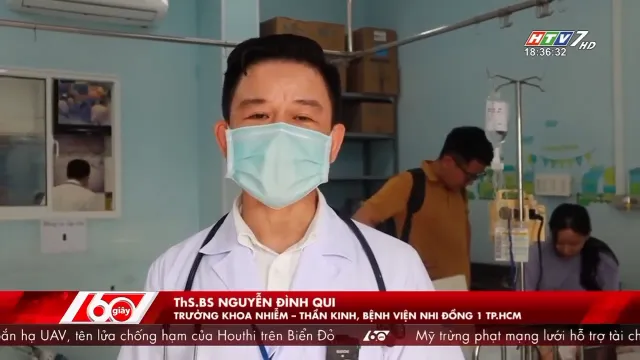 HTV7 HD
18:36:32
60 giây
ThS.BS NGUYỄN ĐÌNH QUI
TRƯỞNG KHOA NHIỄM – THẦN KINH, BỆNH VIỆN NHI ĐỒNG 1 TP.HCM
ắn hạ UAV, tên lửa chống hạm của Houthi trên Biển Đỏ 60 Mỹ trừng phạt mạng lưới hỗ trợ tài ch